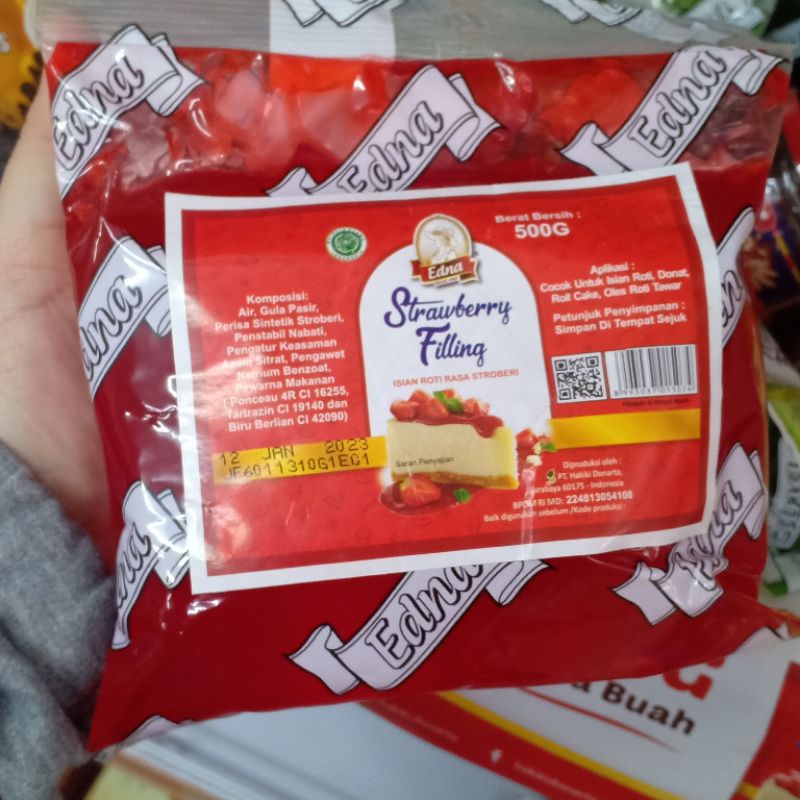 Edna
Edna
Edna
Berat Bersih :
500G
Edna
Strawberry
Filling
ISIAN ROTI RASA STROBERI
Komposisi:
Air, Gula Pasir,
Perisa Sintetik Stroberi,
Penstabil Nabati,
Pengatur Keasaman
Asam Sitrat, Pengawet
Natrium Benzoat,
Pewarna Makanan
(Ponceau 4R CI 16255,
Tartrazin CI 19140 dan
Biru Berlian CI 42090)
Aplikasi :
Cocok Untuk Isian Roti, Donat,
Roll Cake, Oles Roti Tawar
Petunjuk Penyimpanan :
Simpan Di Tempat Sejuk
12 JAN 2023
Saran Penyajian
Diproduksi oleh :
PT. Hakiki Donarta,
Surabaya 60175 - Indonesia
BPOM RI MD: 224813054108
Baik digunakan sebelum /Kode produksi :
Edna
Edna
Edna
Buah